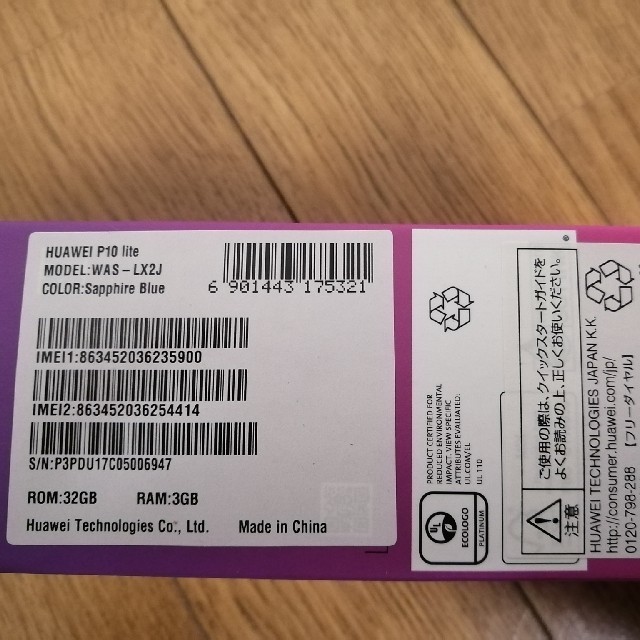 HUAWEI P10 lite
MODEL:WAS-LX2J
COLOR:Sapphire Blue
6 901443 175321
IMEI1:863452036235900
IMEI2:863452036254414
S/N:P3PDU17C05006947
ROM:32GB RAM:3GB
Huawei Technologies Co., Ltd. Made in China
PRODUCT CERTIFIED FOR
REDUCED ENVIRONMENTAL
IMPACT. VIEW SPECIFIC
ATTRIBUTES EVALUATED:
UL.COM/EL
UL 110
UL
ECOLOGO
PLATINUM
ご使用の際は、クイックスタートガイドを
よくお読みの上、正しくお使いください。
注意
HUAWEI TECHNOLOGIES JAPAN K.K.
http://consumer.huawei.com/jp/
0120-798-288 【フリーダイヤル】